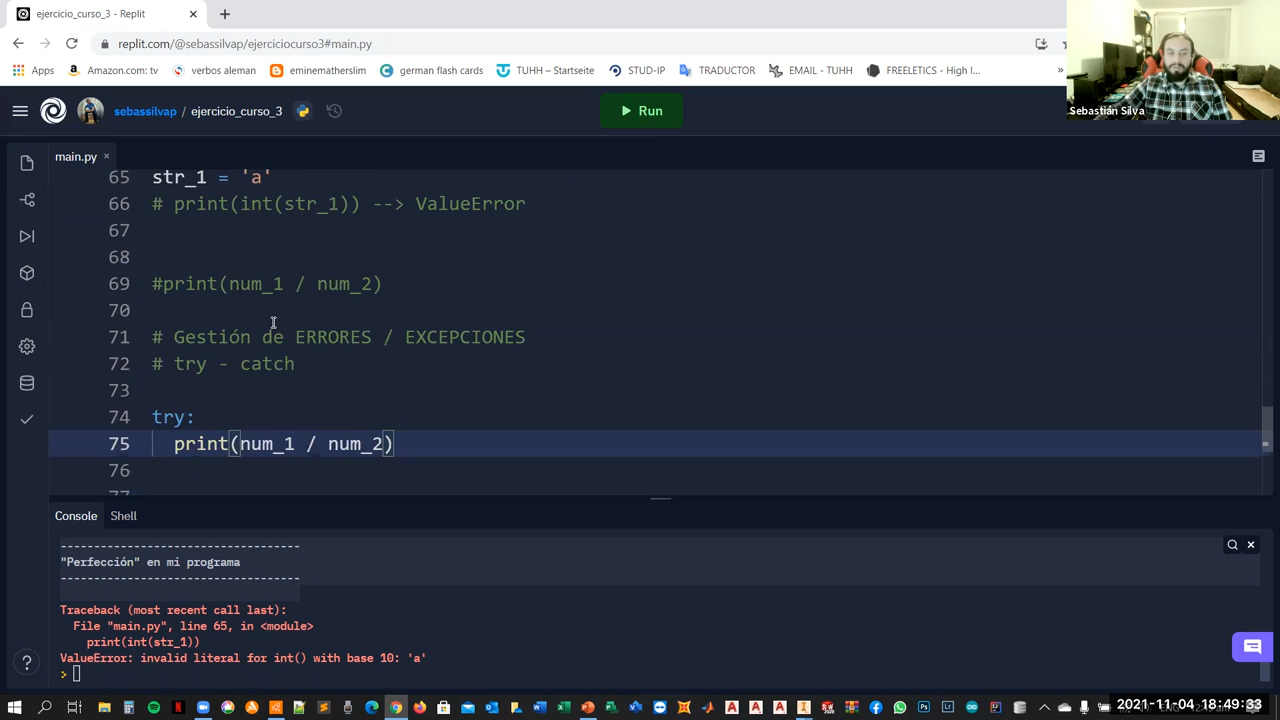 ejercicio_curso_3 - Replit
replit.com/@sebassilvap/ejerciciocurso3#main.py
Apps
Amazon.com: tv
verbos aleman
eminematherslim
german flash cards
TUHH – Startseite
STUD-IP
TRADUCTOR
EMAIL - TUHH
FREELETICS - High I...
»
Sebastián Silva
sebassilvap / ejercicio_curso_3
Run
main.py
65 str_1 = 'a'
66 # print(int(str_1)) --> ValueError
67
68
69 #print(num_1 / num_2)
70
71 # Gestión de ERRORES / EXCEPCIONES
72 # try - catch
73
74 try:
75 print(num_1 / num_2)
76
77
Console Shell
------------------------------------
"Perfección" en mi programa
------------------------------------
Traceback (most recent call last):
File "main.py", line 65, in <module>
print(int(str_1))
ValueError: invalid literal for int() with base 10: 'a'
>
2021-11-04 18:49:33